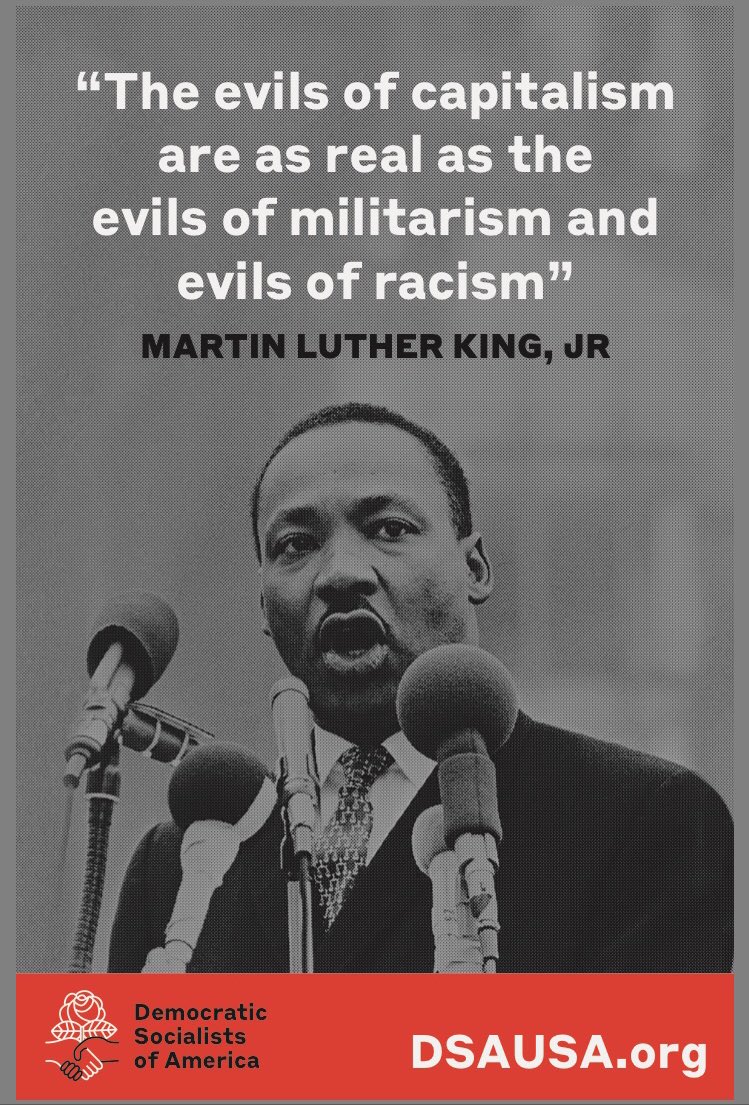 “The evils of capitalism
are as real as the
evils of militarism and
evils of racism”
MARTIN LUTHER KING, JR
Democratic
Socialists
of America
DSAUSA.org